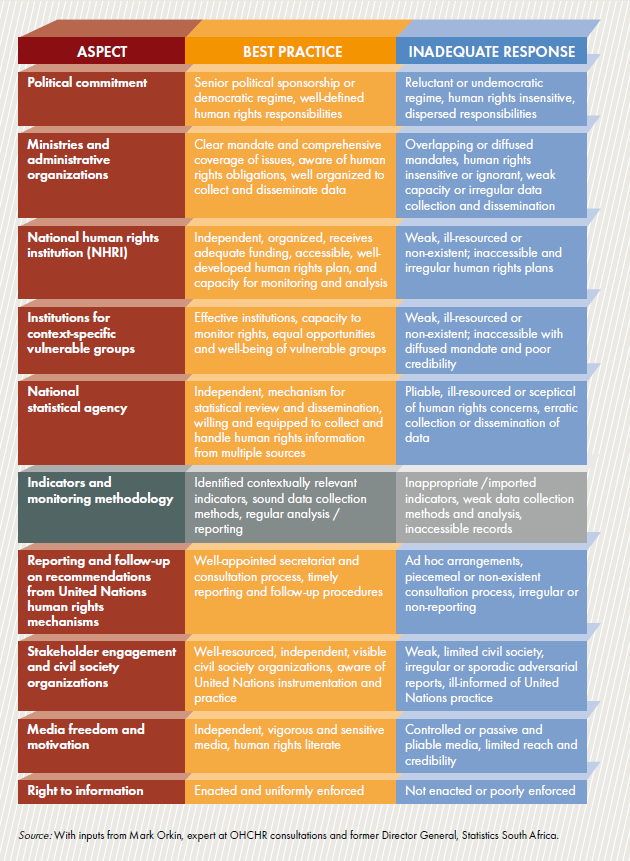 ASPECT
BEST PRACTICE
INADEQUATE RESPONSE
Political commitment
Senior political sponsorship or
democratic regime, well-defined
human rights responsibilities
Reluctant or undemocratic
regime, human rights insensitive,
dispersed responsibilities
Ministries and
administrative
organizations
Clear mandate and comprehensive
coverage of issues, aware of human
rights obligations, well organized to
collect and disseminate data
Overlapping or diffused
mandates, human rights
insensitive or ignorant, weak
capacity or irregular data
collection and dissemination
National human rights
institution (NHRI)
Independent, organized, receives
adequate funding, accessible, well-
developed human rights plan, and
capacity for monitoring and analysis
Weak, ill-resourced or
non-existent; inaccessible and
irregular human rights plans
Institutions for
context-specific
vulnerable groups
Effective institutions, capacity to
monitor rights, equal opportunities
and well-being of vulnerable groups
Weak, ill-resourced or
non-existent; inaccessible with
diffused mandate and poor
credibility
National
statistical agency
Independent, mechanism for
statistical review and dissemination,
willing and equipped to collect and
handle human rights information
from multiple sources
Pliable, ill-resourced or sceptical
of human rights concerns, erratic
collection or dissemination of
data
Indicators and
monitoring methodology
Identified contextually relevant
indicators, sound data collection
methods, regular analysis /
reporting
Inappropriate/imported
indicators, weak data collection
methods and analysis,
inaccessible records
Reporting and follow-up
on recommendations
from United Nations
human rights
mechanisms
Well-appointed secretariat and
consultation process, timely
reporting and follow-up procedures
Ad hoc arrangements,
piecemeal or non-existent
consultation process, irregular or
non-reporting
Stakeholder engagement
and civil society
organizations
Well-resourced, independent, visible
civil society organizations, aware of
United Nations instrumentation and
practice
Weak, limited civil society,
irregular or sporadic adversarial
reports, ill-informed of United
Nations practice
Media freedom and
motivation
Independent, vigorous and sensitive
media, human rights literate
Controlled or passive and
pliable media, limited reach and
credibility
Right to information
Enacted and uniformly enforced
Not enacted or poorly enforced
Source: With inputs from Mark Orkin, expert at OHCHR consultations and former Director General, Statistics South Africa.